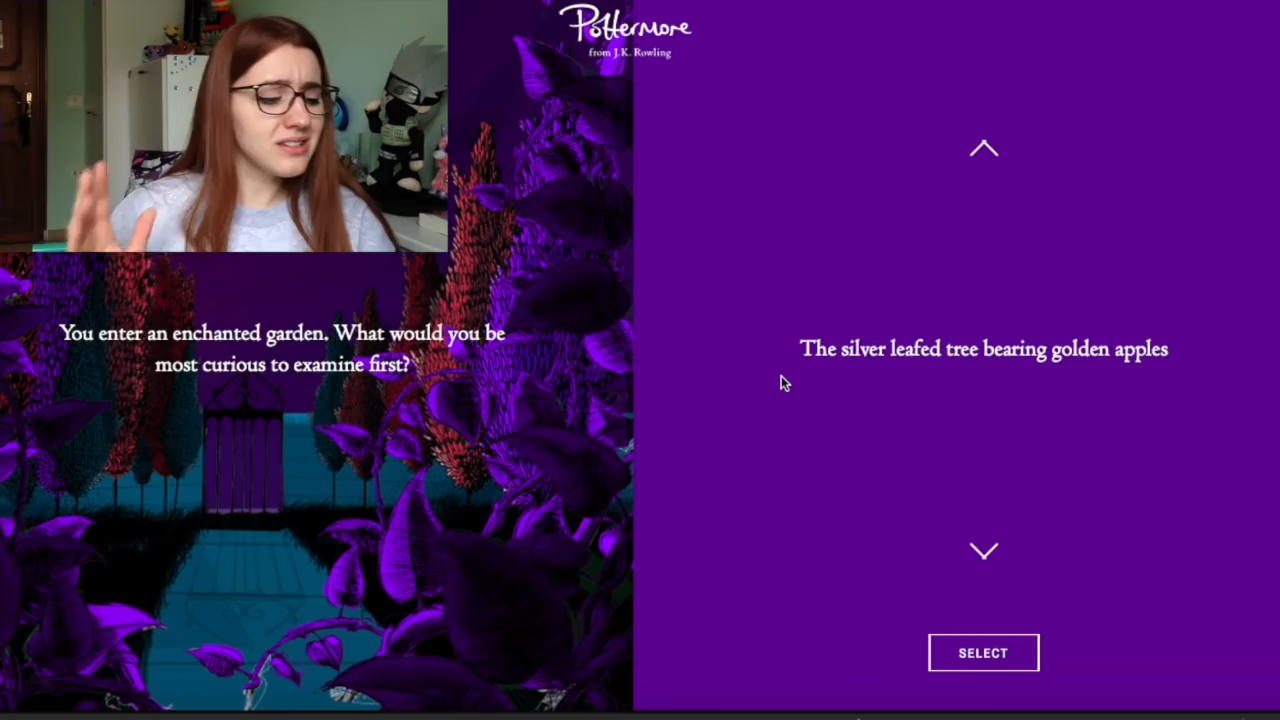 Pottermore
from J.K. Rowling
You enter an enchanted garden. What would you be
most curious to examine first?
The silver leafed tree bearing golden apples
SELECT